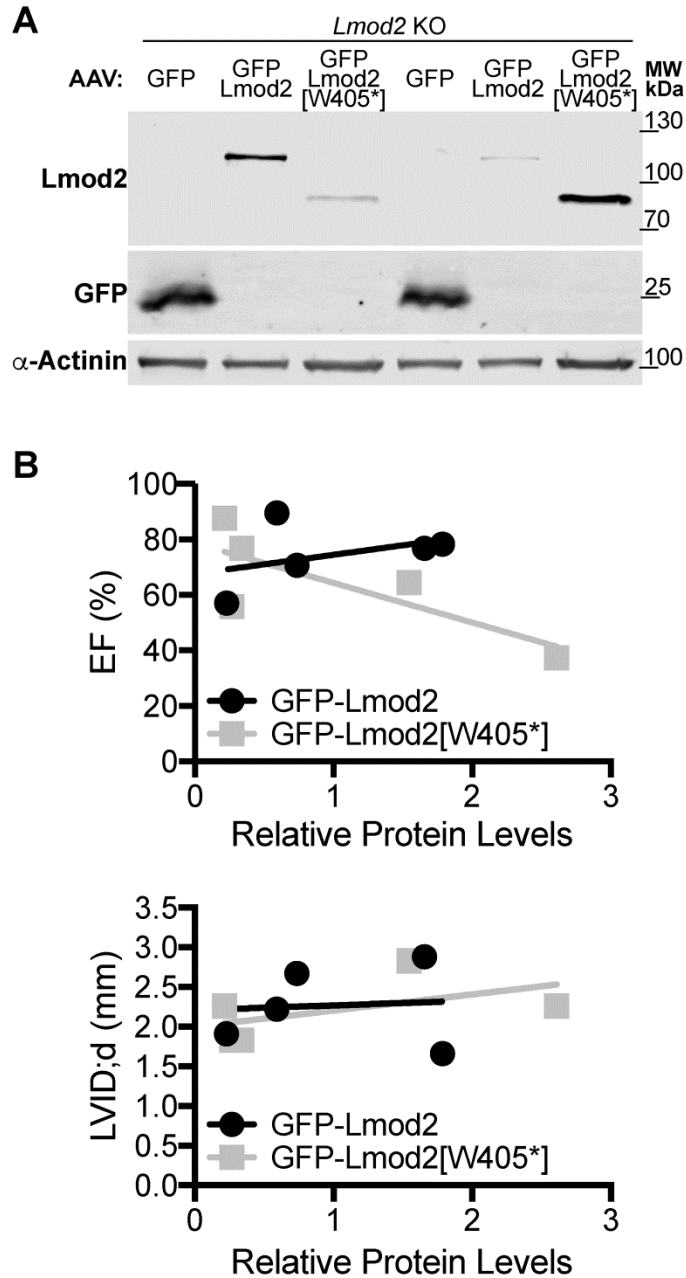 A
Lmod2 KO
AAV: GFP GFP Lmod2 GFP Lmod2 [W405*] GFP GFP Lmod2 GFP Lmod2 [W405*] MW kDa
Lmod2
130
100
70
GFP
25
α-Actinin
100
B
100
80
60
40
20
0
EF (%)
GFP-Lmod2
GFP-Lmod2[W405*]
0 1 2 3
Relative Protein Levels
3.5
3.0
2.5
2.0
1.5
1.0
0.5
0.0
LVID;d (mm)
GFP-Lmod2
GFP-Lmod2[W405*]
0 1 2 3
Relative Protein Levels